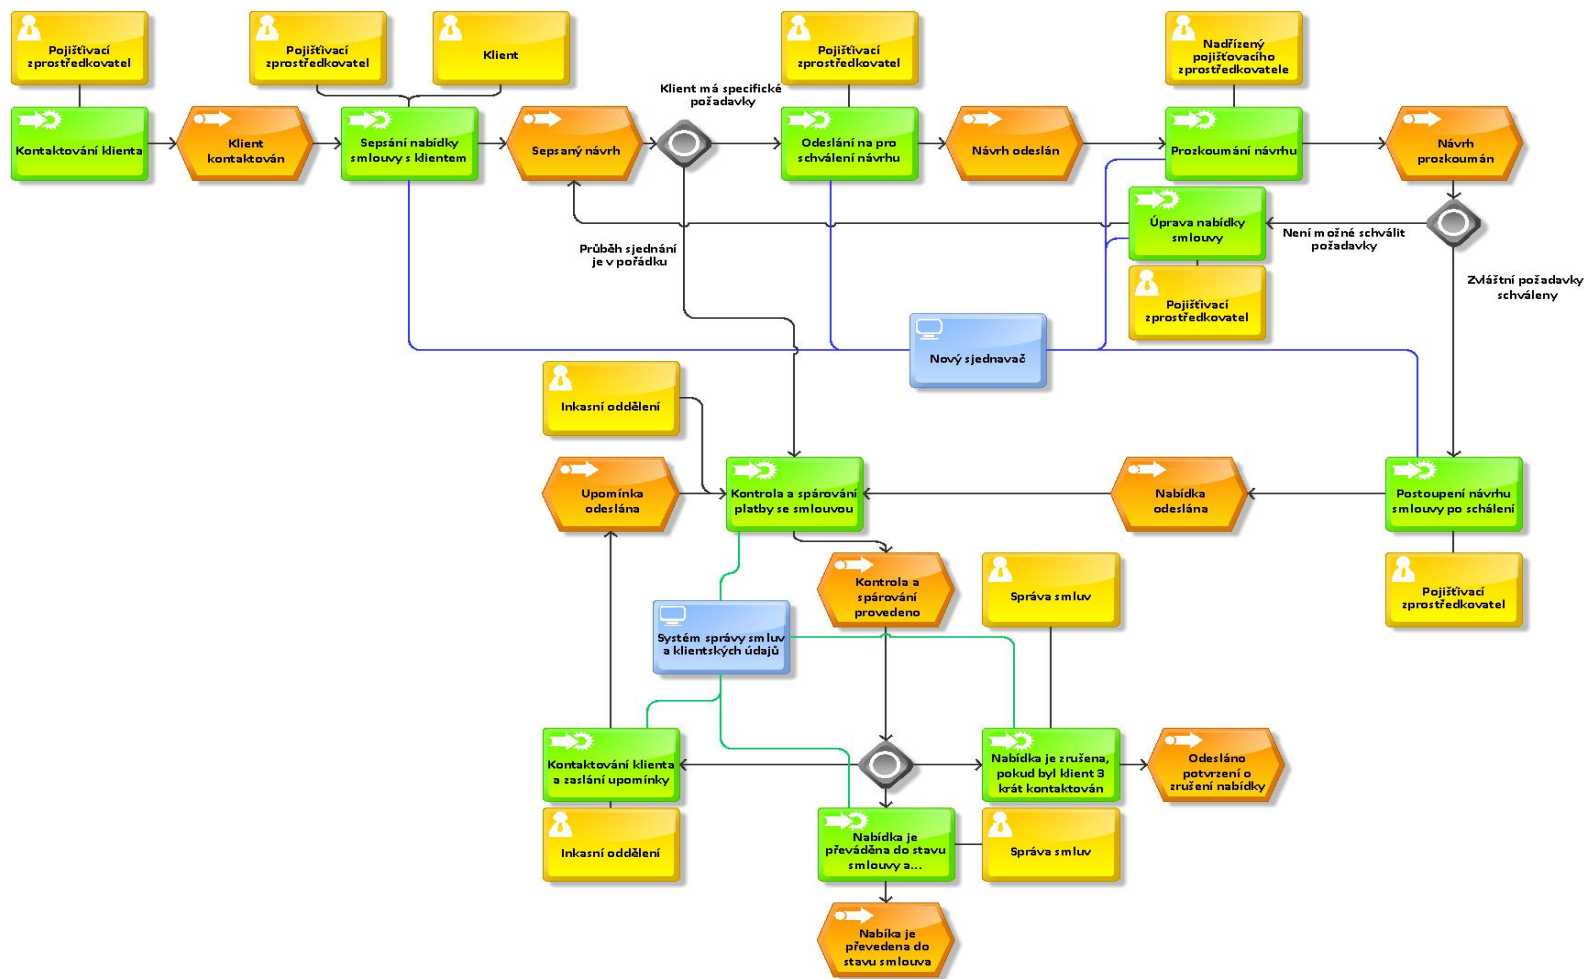 Pojišťivací
zprostředkovatel
Pojišťivací
zprostředkovatel
Klient
Pojišťivací
zprostředkovatel
Nadřízený
pojišťovacího
zprostředkovatele
Klient má specifické
požadavky
Kontaktování klienta
Klient
kontaktován
Sepsání nabídky
smlouvy s klientem
Sepsaný návrh
Odeslání na pro
schválení návrhu
Návrh odeslán
Prozkoumání návrhu
Návrh
prozkoumán
Úprava nabídky
smlouvy
Není možné schválit
požadavky
Průběh sjednání
je v pořádku
Zvláštní požadavky
schváleny
Pojišťivací
zprostředkovatel
Nový sjednavač
Inkasní oddělení
Upomínka
odeslána
Kontrola a spárování
platby se smlouvou
Nabídka
odeslána
Postoupení návrhu
smlouvy po schálení
Kontrola a
spárování
provedeno
Správa smluv
Pojišťivací
zprostředkovatel
Systém správy smluv
a klientských údajů
Kontaktování klienta
a zaslání upomínky
Nabídka je zrušena,
pokud byl klient 3
krát kontaktován
Odesláno
potvrzení o
zrušení nabídky
Inkasní oddělení
Nabídka je
převáděna do stavu
smlouvy a...
Správa smluv
Nabíka je
převedena do
stavu smlouva